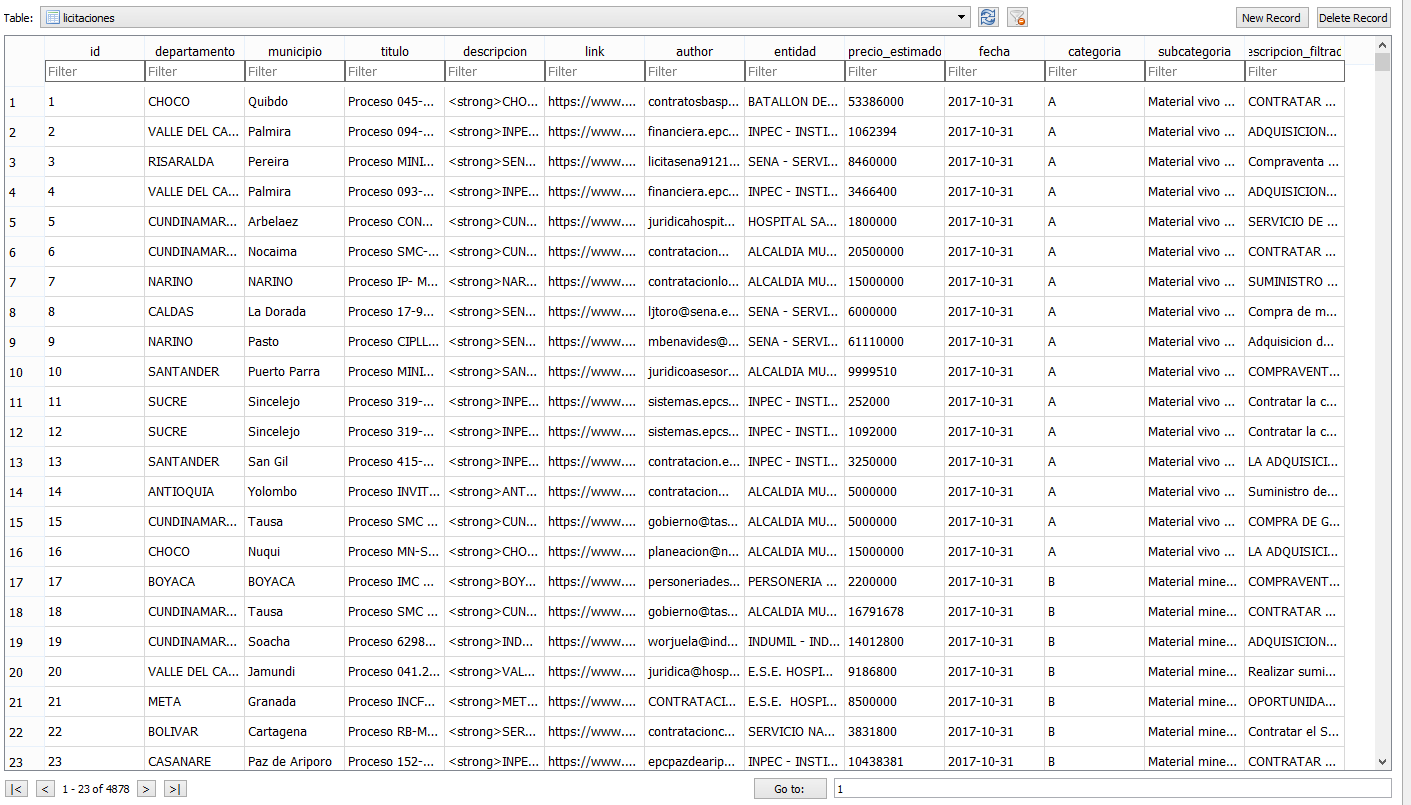 Table: licitaciones New Record Delete Record
id departamento municipio titulo descripcion link author entidad precio_estimado fecha categoria subcategoria escripcion_filtrac
Filter Filter Filter Filter Filter Filter Filter Filter Filter Filter Filter Filter Filter
1 1 CHOCO Quibdo Proceso 045-... <strong>CHO... https://www.... contratosbasp... BATALLON DE... 53386000 2017-10-31 A Material vivo ... CONTRATAR ...
2 2 VALLE DEL CA... Palmira Proceso 094-... <strong>INPE... https://www.... financiera.epc... INPEC - INSTI... 1062394 2017-10-31 A Material vivo ... ADQUISICION...
3 3 RISARALDA Pereira Proceso MINI... <strong>SEN... https://www.... licitasena9121... SENA - SERVI... 8460000 2017-10-31 A Material vivo ... Compraventa ...
4 4 VALLE DEL CA... Palmira Proceso 093-... <strong>INPE... https://www.... financiera.epc... INPEC - INSTI... 3466400 2017-10-31 A Material vivo ... ADQUISICION...
5 5 CUNDINAMAR... Arbelaez Proceso CON... <strong>CUN... https://www.... juridicahospit... HOSPITAL SA... 1800000 2017-10-31 A Material vivo ... SERVICIO DE ...
6 6 CUNDINAMAR... Nocaima Proceso SMC-... <strong>CUN... https://www.... contratacion... ALCALDIA MU... 20500000 2017-10-31 A Material vivo ... CONTRATAR ...
7 7 NARINO NARINO Proceso IP- M... <strong>NAR... https://www.... contratacionlo... ALCALDIA MU... 15000000 2017-10-31 A Material vivo ... SUMINISTRO ...
8 8 CALDAS La Dorada Proceso 17-9... <strong>SEN... https://www.... ljtoro@sena.e... SENA - SERVI... 6000000 2017-10-31 A Material vivo ... Compra de m...
9 9 NARINO Pasto Proceso CIPLL... <strong>SEN... https://www.... mbenavides@... SENA - SERVI... 61110000 2017-10-31 A Material vivo ... Adquisicion d...
10 10 SANTANDER Puerto Parra Proceso MINI... <strong>SAN... https://www.... juridicoasesor... ALCALDIA MU... 9999510 2017-10-31 A Material vivo ... COMPRAVENT...
11 11 SUCRE Sincelejo Proceso 319-... <strong>INPE... https://www.... sistemas.epcs... INPEC - INSTI... 252000 2017-10-31 A Material vivo ... Contratar la c...
12 12 SUCRE Sincelejo Proceso 319-... <strong>INPE... https://www.... sistemas.epcs... INPEC - INSTI... 1092000 2017-10-31 A Material vivo ... Contratar la c...
13 13 SANTANDER San Gil Proceso 415-... <strong>INPE... https://www.... contratacion.e... INPEC - INSTI... 3250000 2017-10-31 A Material vivo ... LA ADQUISICI...
14 14 ANTIOQUIA Yolombo Proceso INVIT... <strong>ANT... https://www.... contratacion... ALCALDIA MU... 5000000 2017-10-31 A Material vivo ... Suministro de...
15 15 CUNDINAMAR... Tausa Proceso SMC ... <strong>CUN... https://www.... gobierno@tas... ALCALDIA MU... 5000000 2017-10-31 A Material vivo ... COMPRA DE G...
16 16 CHOCO Nuqui Proceso MN-S... <strong>CHO... https://www.... planeacion@n... ALCALDIA MU... 15000000 2017-10-31 A Material vivo ... LA ADQUISICI...
17 17 BOYACA BOYACA Proceso IMC ... <strong>BOY... https://www.... personeriades... PERSONERIA ... 2200000 2017-10-31 B Material mine... COMPRAVENT...
18 18 CUNDINAMAR... Tausa Proceso SMC ... <strong>CUN... https://www.... gobierno@tas... ALCALDIA MU... 16791678 2017-10-31 B Material mine... CONTRATAR ...
19 19 CUNDINAMAR... Soacha Proceso 6298... <strong>IND... https://www.... worjuela@ind... INDUMIL - IND... 14012800 2017-10-31 B Material mine... ADQUISICION...
20 20 VALLE DEL CA... Jamundi Proceso 041.2... <strong>VAL... https://www.... juridica@hosp... E.S.E. HOSPI... 9186800 2017-10-31 B Material mine... Realizar sumi...
21 21 META Granada Proceso INCF... <strong>MET... https://www.... CONTRATACI... E.S.E. HOSPI... 8500000 2017-10-31 B Material mine... OPORTUNIDA...
22 22 BOLIVAR Cartagena Proceso RB-M... <strong>SER... https://www.... contratacionc... SERVICIO NA... 3831800 2017-10-31 B Material mine... Contratar el S...
23 23 CASANARE Paz de Ariporo Proceso 152-... <strong>INPE... https://www.... epcpazdearip... INPEC - INSTI... 10438381 2017-10-31 B Material mine... CONTRATAR ...
|< < 1 - 23 of 4878 > >| Go to: 1